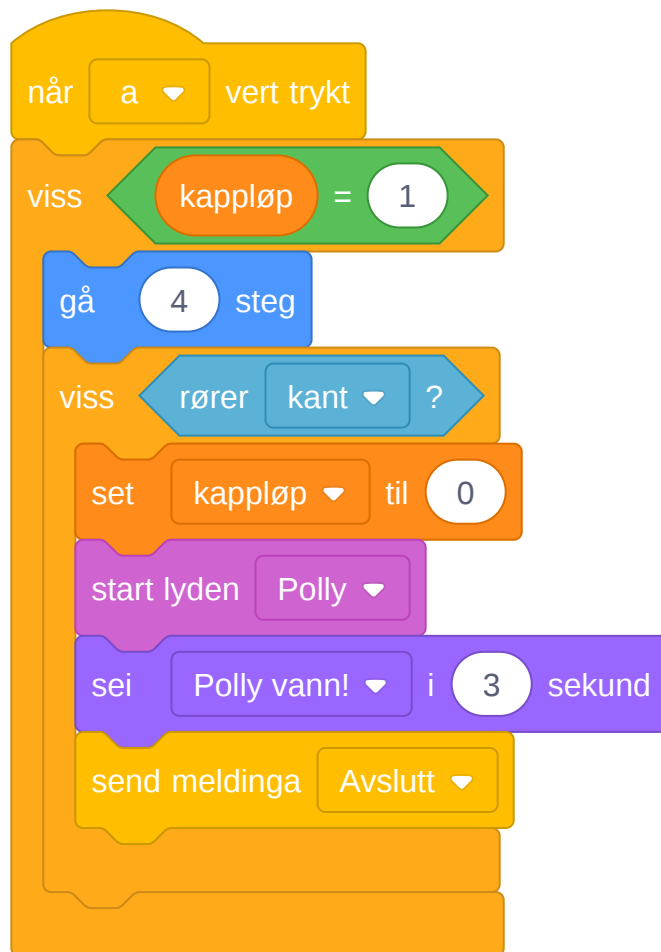 når a vert trykt
viss kappløp = 1
gå 4 steg
viss rører kant ?
set kappløp til 0
start lyden Polly
sei Polly vann! i 3 sekund
send meldinga Avslutt